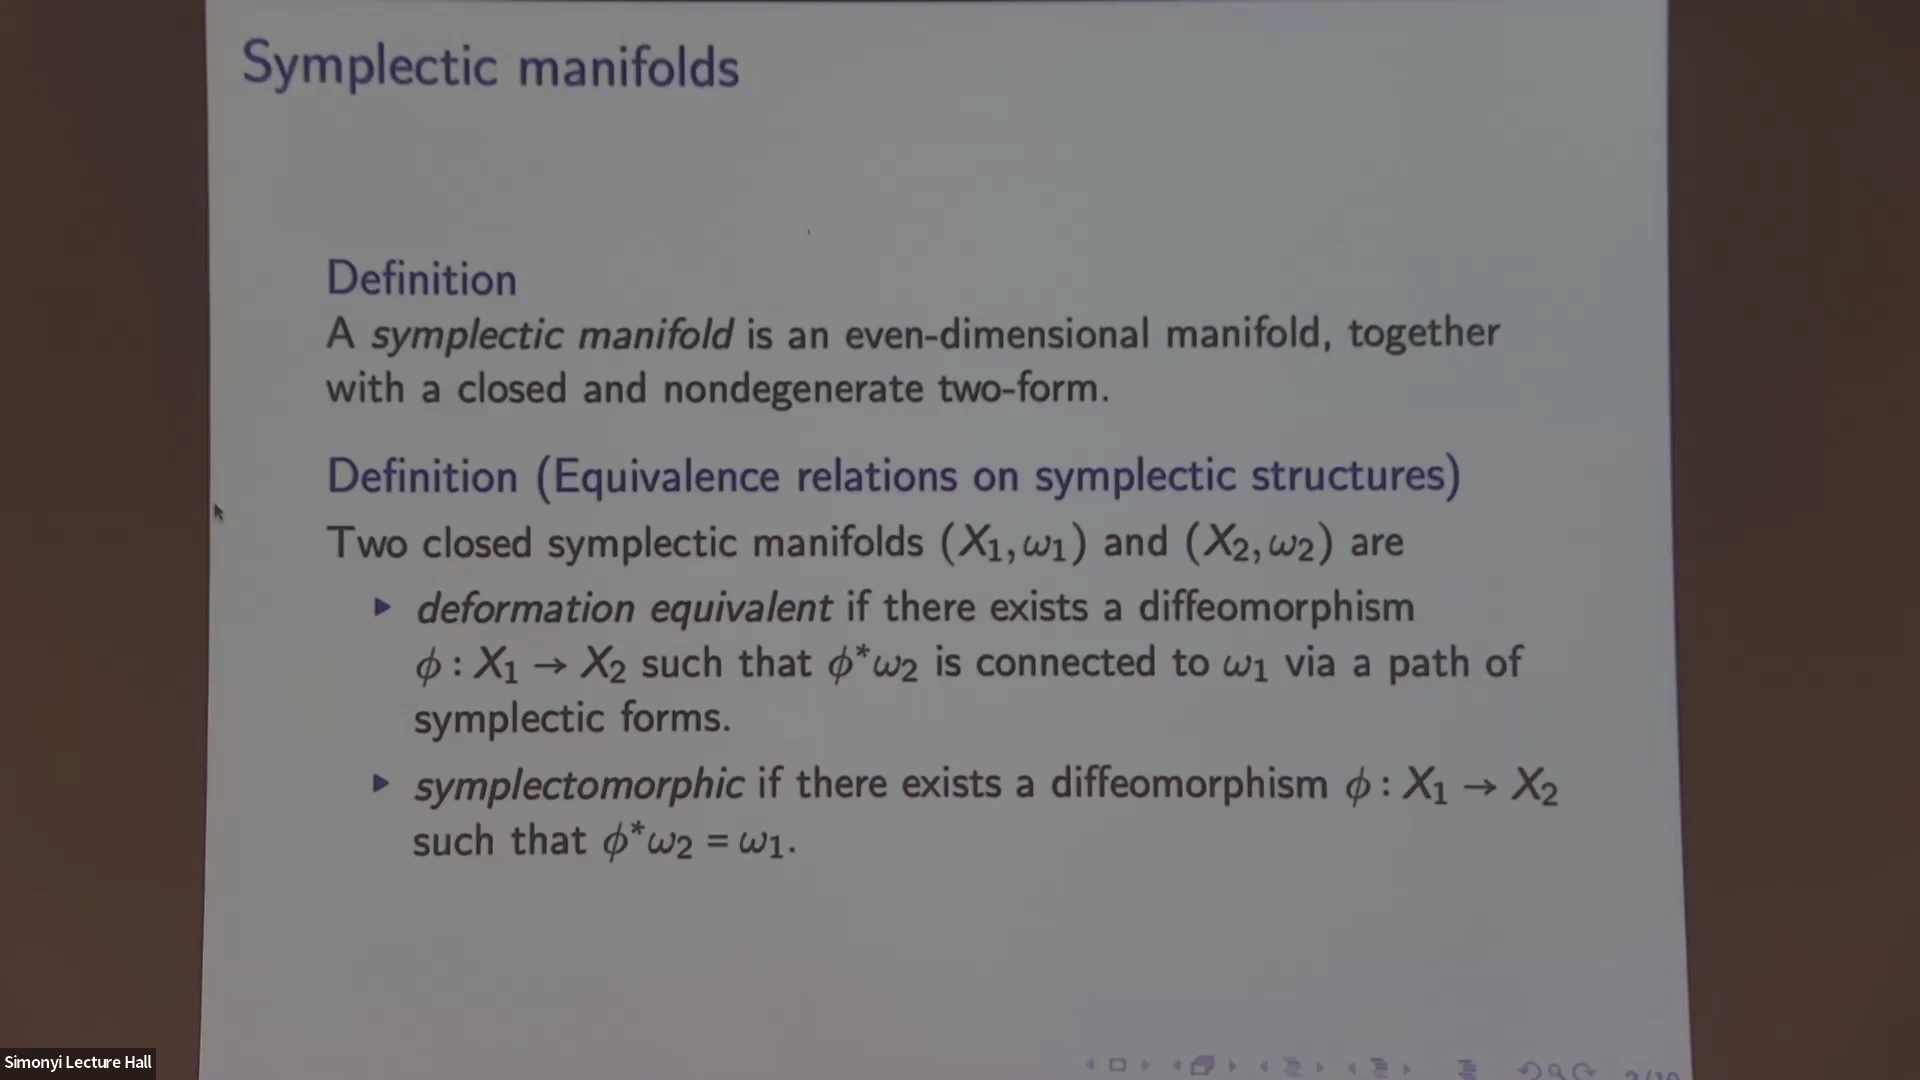 Symplectic manifolds
Definition
A symplectic manifold is an even-dimensional manifold, together
with a closed and nondegenerate two-form.
Definition (Equivalence relations on symplectic structures)
Two closed symplectic manifolds (X₁, ω₁) and (X₂, ω₂) are
▶ deformation equivalent if there exists a diffeomorphism
ϕ : X₁ → X₂ such that ϕ*ω₂ is connected to ω₁ via a path of
symplectic forms.
▶ symplectomorphic if there exists a diffeomorphism ϕ : X₁ → X₂
such that ϕ*ω₂ = ω₁.
Simonyi Lecture Hall